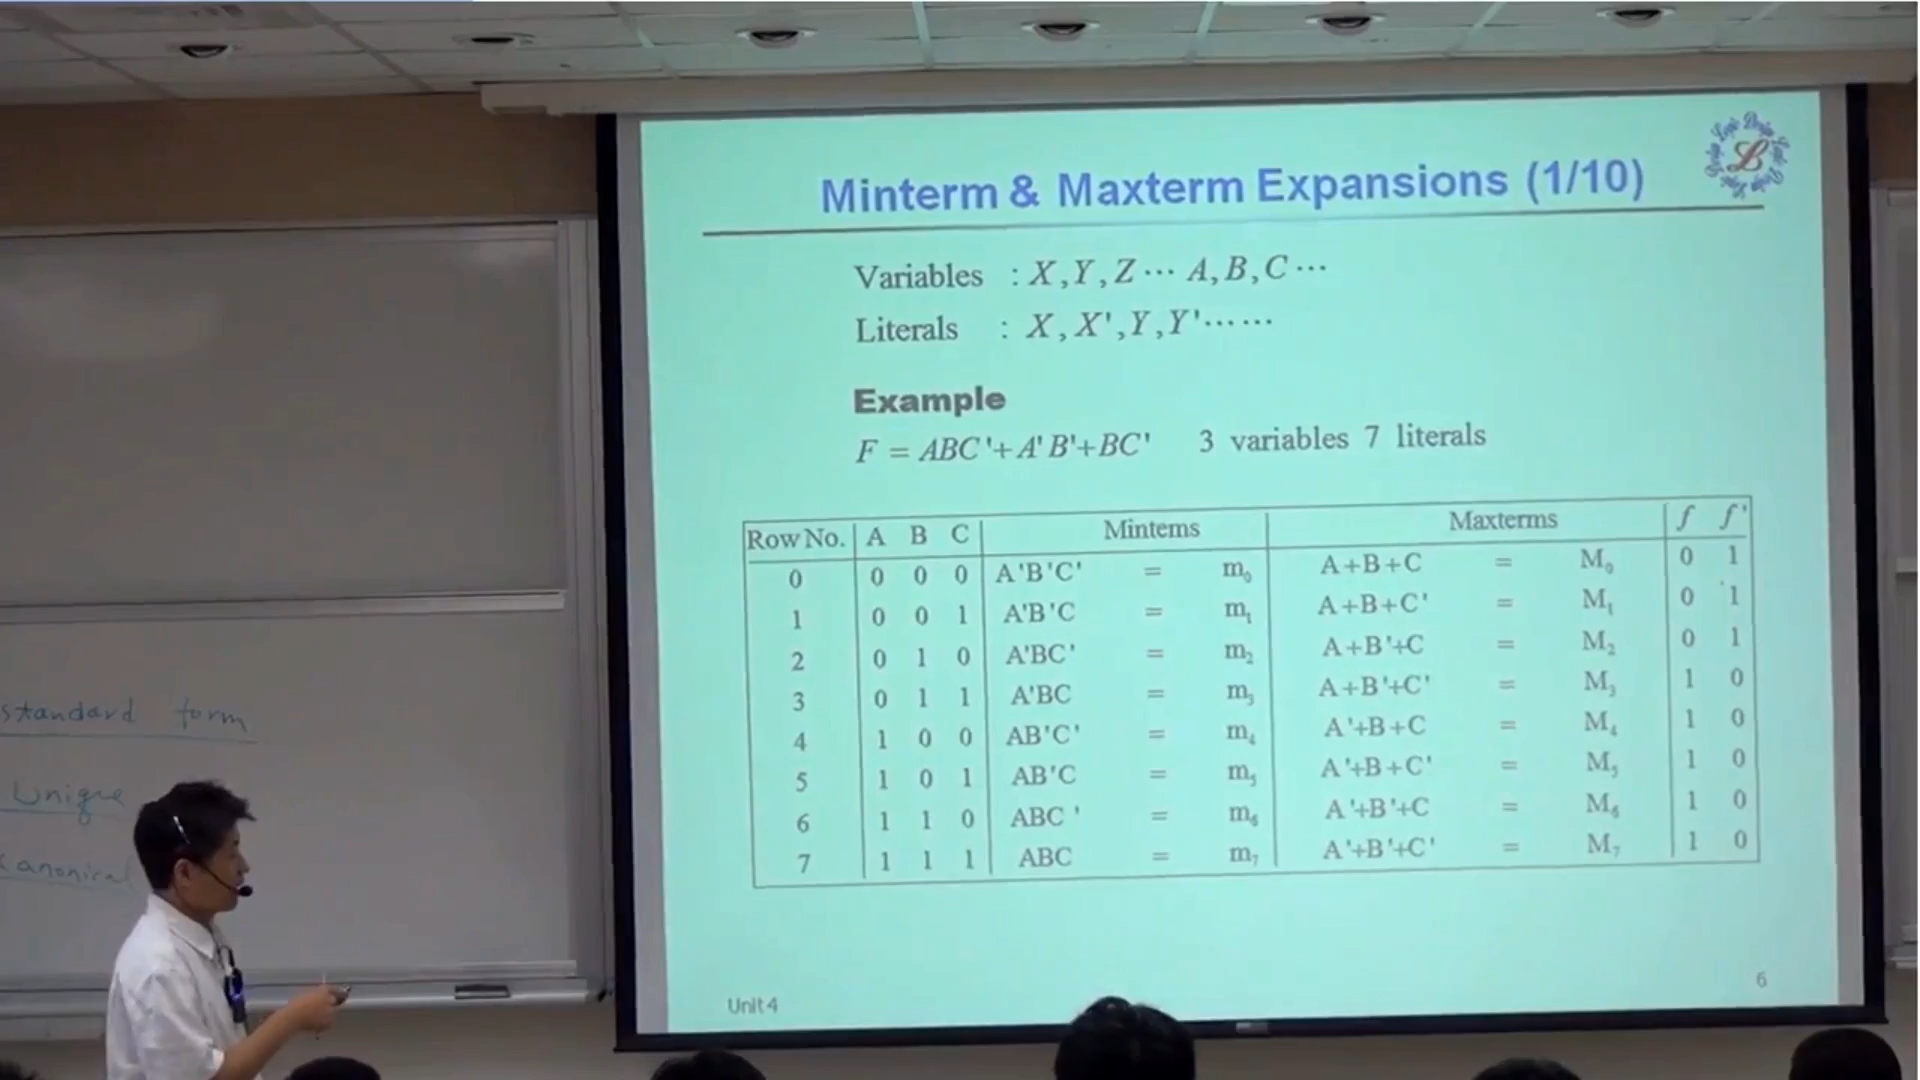 Minterm & Maxterm Expansions (1/10)
Variables : X, Y, Z ⋯ A, B, C ⋯
Literals : X, X', Y, Y' ⋯⋯
Example
F = ABC'+A'B'+BC' 3 variables 7 literals
Row No. A B C Mintems Maxterms f f'
0 0 0 0 A'B'C' = m₀ A+B+C = M₀ 0 1
1 0 0 1 A'B'C = m₁ A+B+C' = M₁ 0 1
2 0 1 0 A'BC' = m₂ A+B'+C = M₂ 0 1
3 0 1 1 A'BC = m₃ A+B'+C' = M₃ 1 0
4 1 0 0 AB'C' = m₄ A'+B+C = M₄ 1 0
5 1 0 1 AB'C = m₅ A'+B+C' = M₅ 1 0
6 1 1 0 ABC ' = m₆ A'+B'+C = M₆ 1 0
7 1 1 1 ABC = m₇ A'+B'+C' = M₇ 1 0
Unit 4
6
standard form
Unique
Canonical